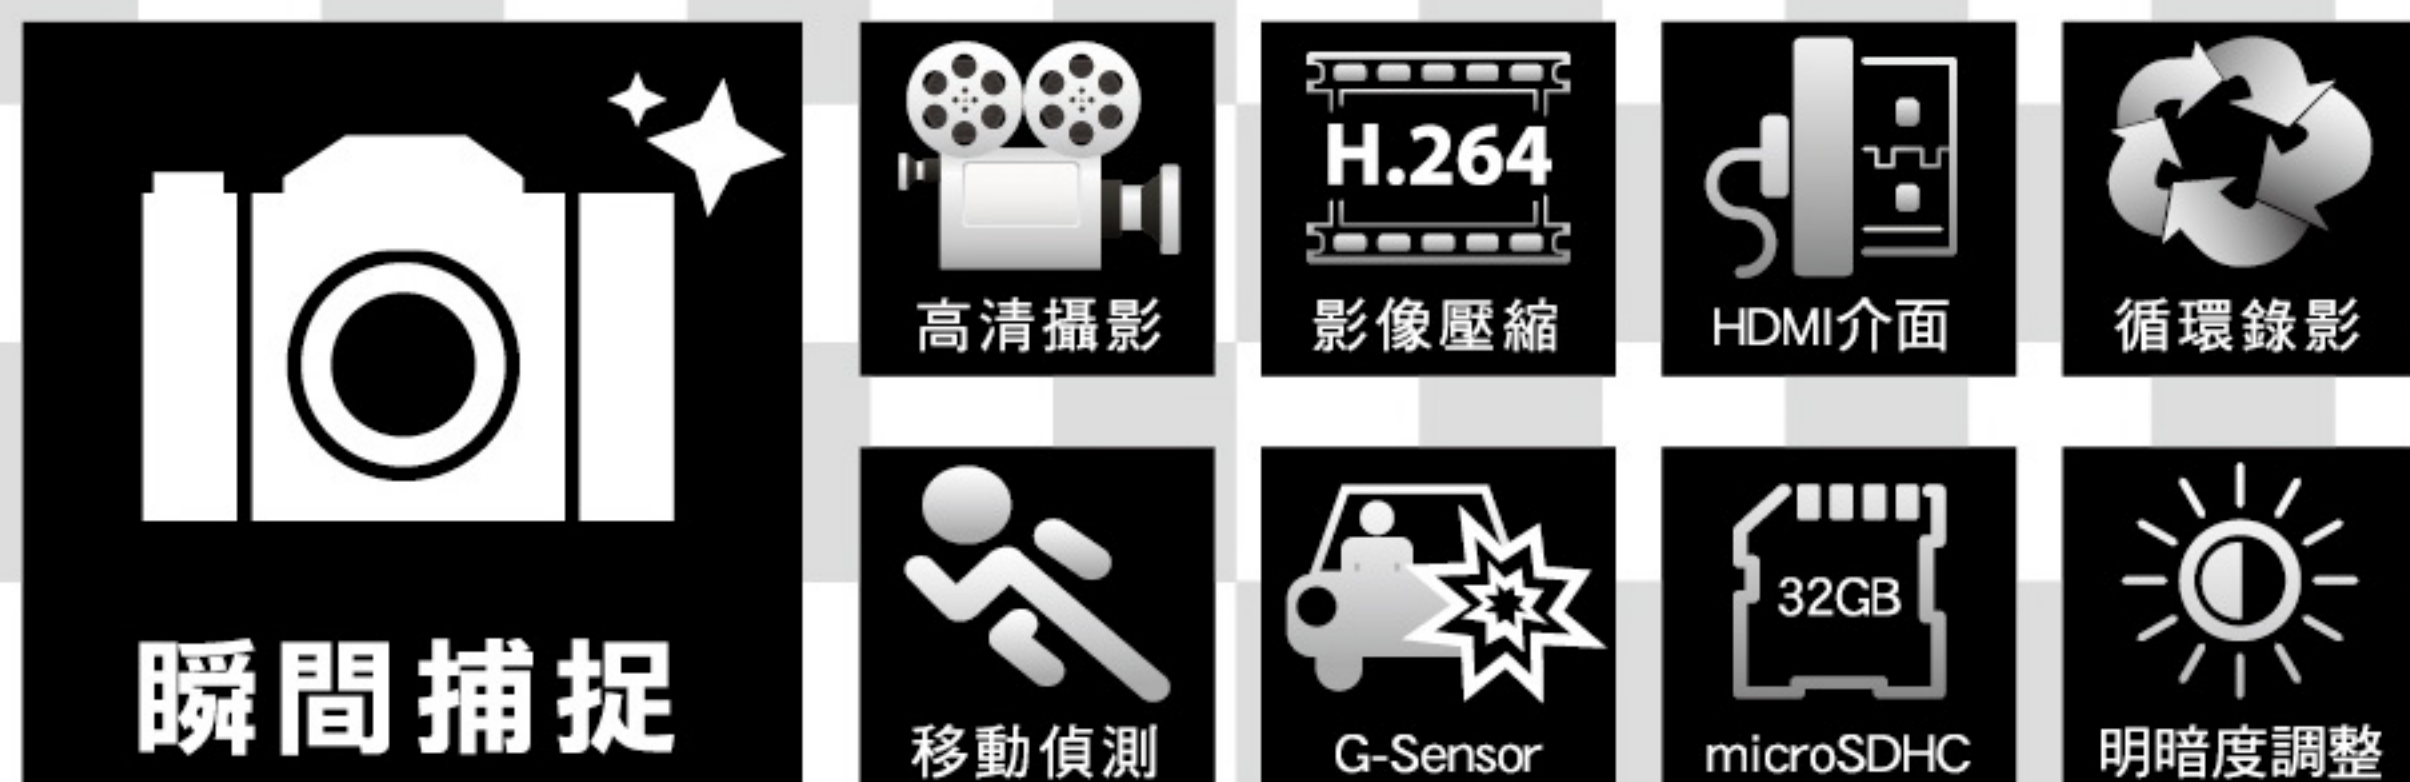 瞬間捕捉
高清攝影
H.264
影像壓縮
HDMI介面
循環錄影
移動偵測
G-Sensor
32GB
microSDHC
明暗度調整